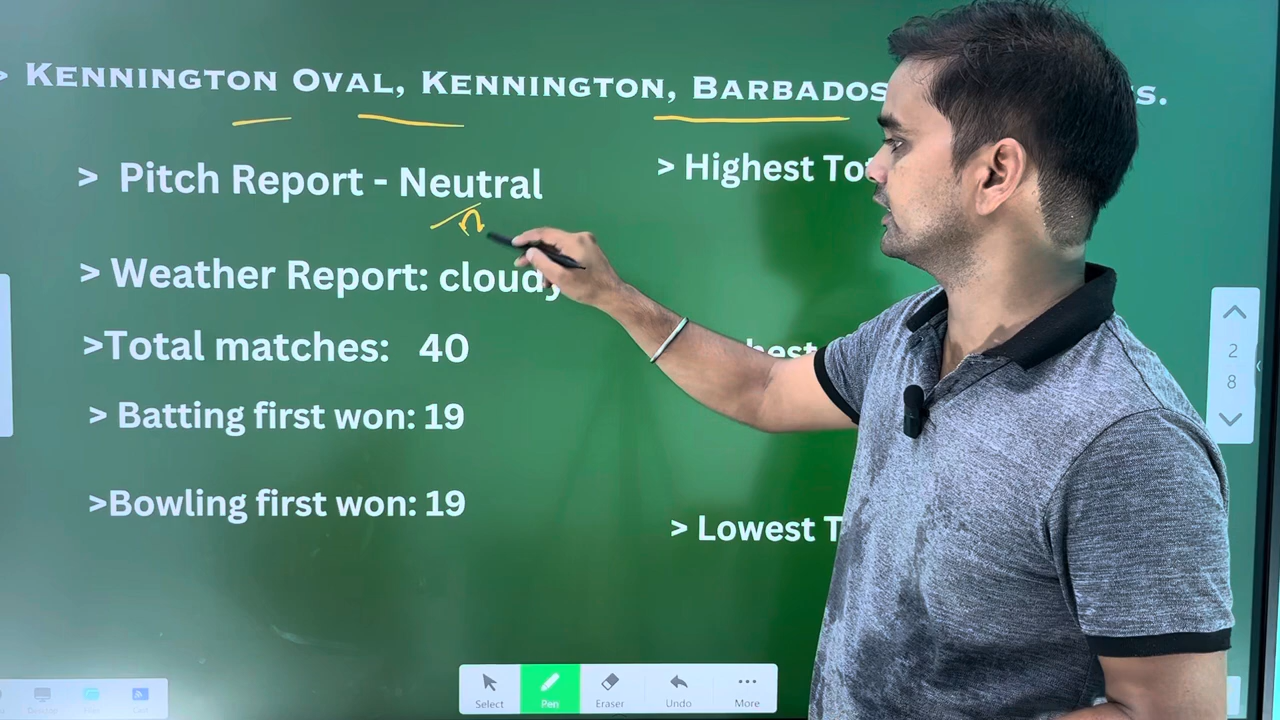 > KENNINGTON OVAL, KENNINGTON, BARBADOS
> Pitch Report - Neutral
> Highest
> Weather Report: cloudy
>Total matches: 40
> Batting first won: 19
>Bowling first won: 19
> Lowest
2
8
Select
Pen
Eraser
Undo
More